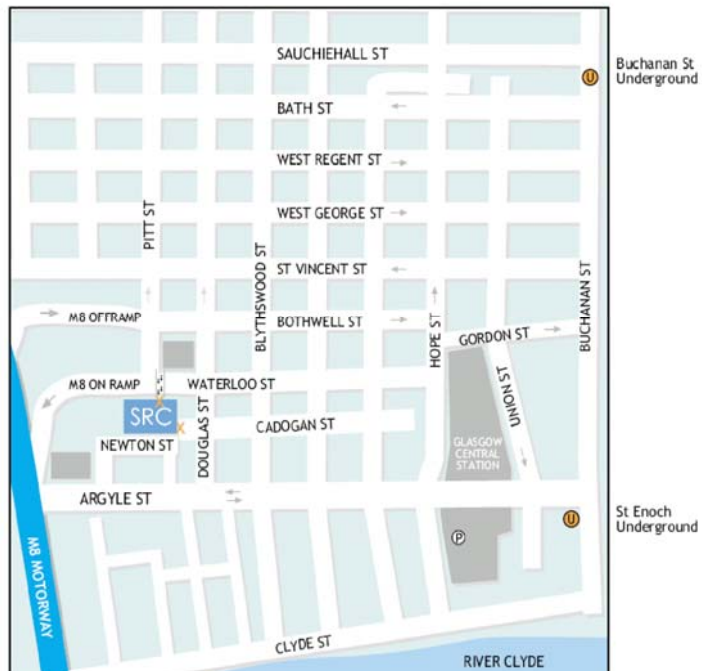 SAUCHIEHALL ST
Buchanan St
Underground
U
BATH ST
WEST REGENT ST
WEST GEORGE ST
PITT ST
ST VINCENT ST
BLYTHSWOOD ST
BUCHANAN ST
M8 OFFRAMP
BOTHWELL ST
HOPE ST
GORDON ST
M8 ON RAMP
WATERLOO ST
UNION ST
SRC
X
X
DOUGLAS ST
CADOGAN ST
NEWTON ST
GLASGOW
CENTRAL
STATION
ARGYLE ST
St Enoch
Underground
U
P
M8 MOTORWAY
CLYDE ST
RIVER CLYDE